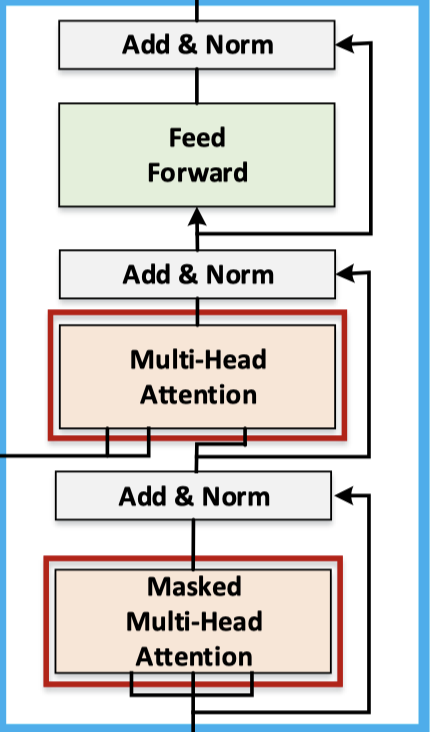 Add & Norm
Feed
Forward
Add & Norm
Multi-Head
Attention
Add & Norm
Masked
Multi-Head
Attention